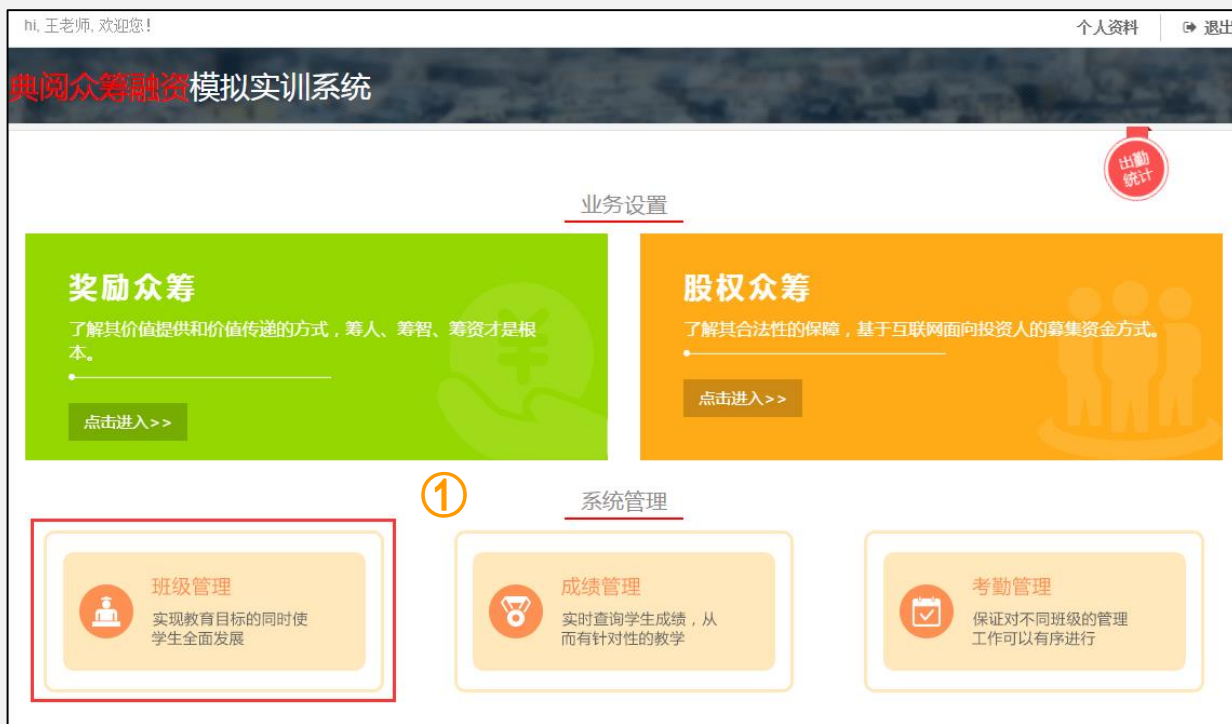 hi, 王老师, 欢迎您！
个人资料
退出
典阅众筹融资模拟实训系统
出勤
统计
业务设置
奖励众筹
了解其价值提供和价值传递的方式，筹人、筹智、筹资才是根
本。
点击进入>>
股权众筹
了解其合法性的保障，基于互联网面向投资人的募集资金方式。
点击进入>>
①
系统管理
班级管理
实现教育目标的同时使
学生全面发展
成绩管理
实时查询学生成绩，从
而有针对性的教学
考勤管理
保证对不同班级的管理
工作可以有序进行